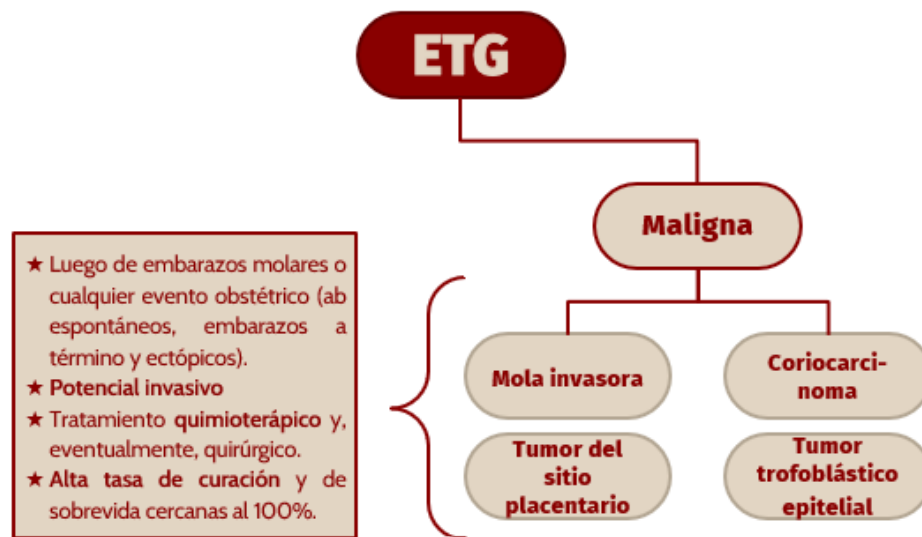 ETG
Maligna
★ Luego de embarazos molares o
cualquier evento obstétrico (ab
espontáneos, embarazos a
término y ectópicos).
★ Potencial invasivo
★ Tratamiento quimioterápico y,
eventualmente, quirúrgico.
★ Alta tasa de curación y de
sobrevida cercanas al 100%.
Mola invasora
Coriocarci-
noma
Tumor del
sitio
placentario
Tumor
trofoblástico
epitelial